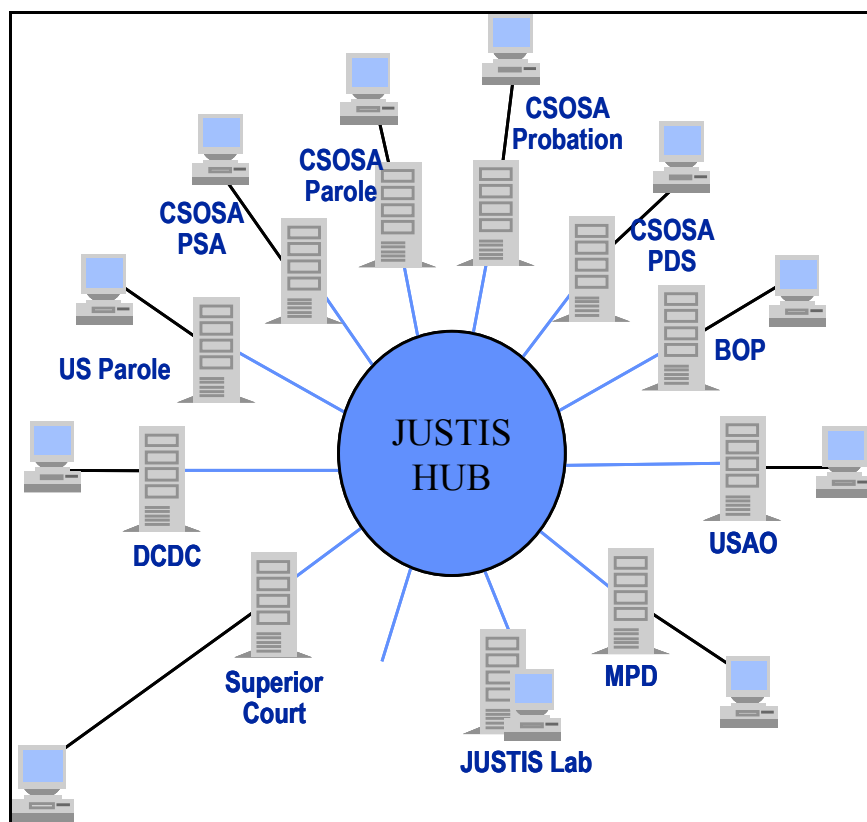 CSOSA
Probation
CSOSA
Parole
CSOSA
PSA
CSOSA
PDS
US Parole
BOP
JUSTIS
HUB
DCDC
USAO
Superior
Court
MPD
JUSTIS Lab